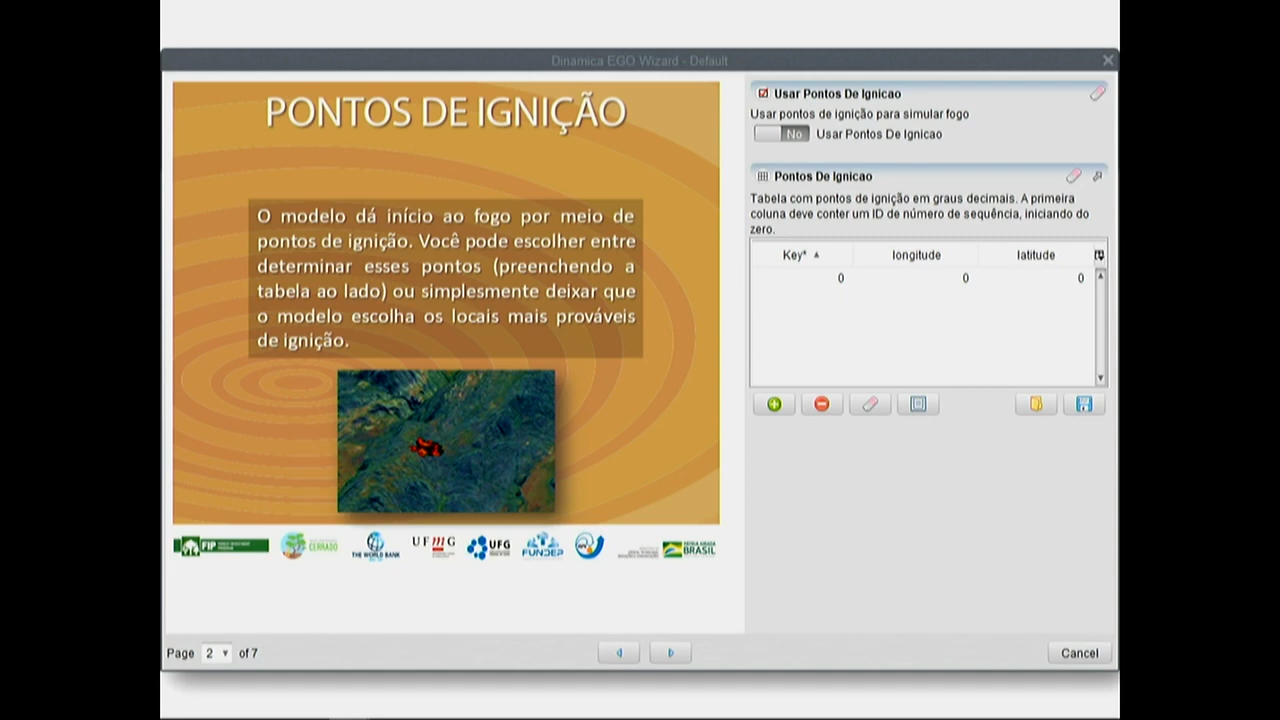 Dinamica EGO Wizard - Default
PONTOS DE IGNIÇÃO
O modelo dá início ao fogo por meio de
pontos de ignição. Você pode escolher entre
determinar esses pontos (preenchendo a
tabela ao lado) ou simplesmente deixar que
o modelo escolha os locais mais prováveis
de ignição.
FIP
CERRADO
THE WORLD BANK
UFMG
UFG
FUNDEP
BRASIL
Usar Pontos De Ignicao
Usar pontos de ignição para simular fogo
No Usar Pontos De Ignicao
Pontos De Ignicao
Tabela com pontos de ignição em graus decimais. A primeira
coluna deve conter um ID de número de sequência, iniciando do
zero.
Key* longitude latitude
0 0 0
Page 2 of 7
Cancel